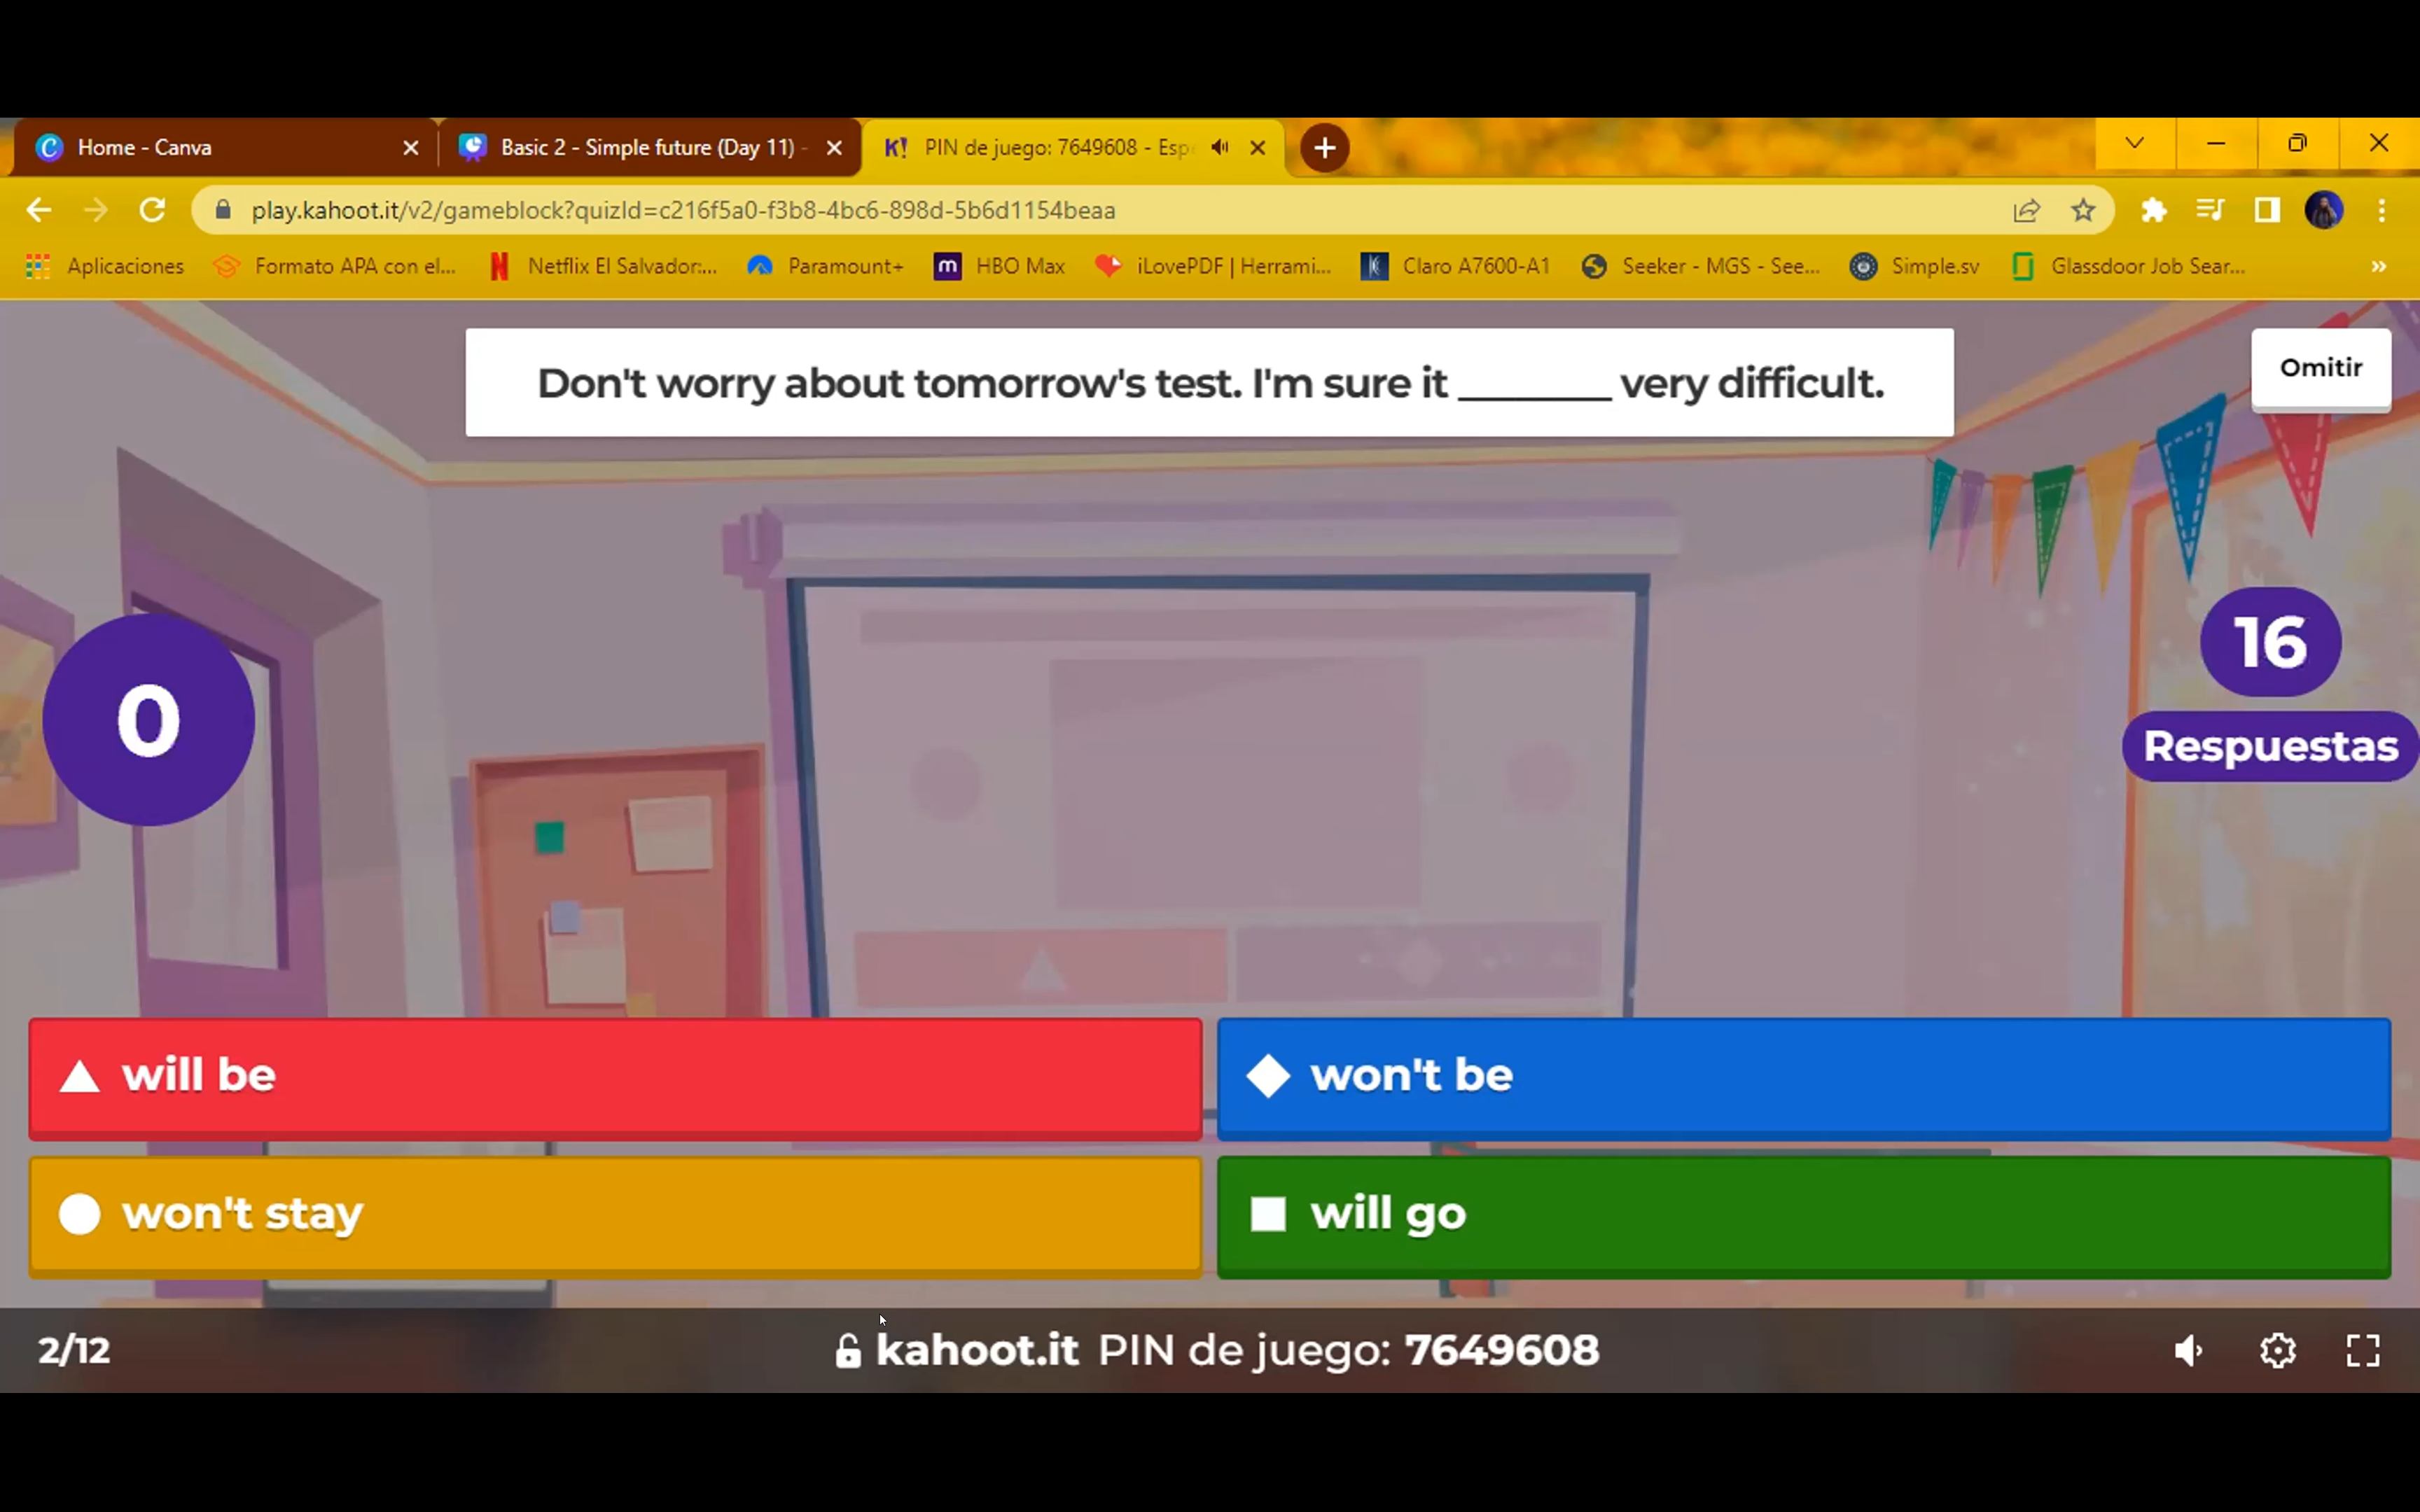 Home - Canva
Basic 2 - Simple future (Day 11) -
K! PIN de juego: 7649608 - Esp
play.kahoot.it/v2/gameblock?quizId=c216f5a0-f3b8-4bc6-898d-5b6d1154beaa
Aplicaciones Formato APA con el... Netflix El Salvador:... Paramount+ HBO Max iLovePDF | Herrami... Claro A7600-A1 Seeker - MGS - See... Simple.sv Glassdoor Job Sear... »
Don't worry about tomorrow's test. I'm sure it _______ very difficult.
Omitir
0
16
Respuestas
will be
won't be
won't stay
will go
2/12
kahoot.it PIN de juego: 7649608